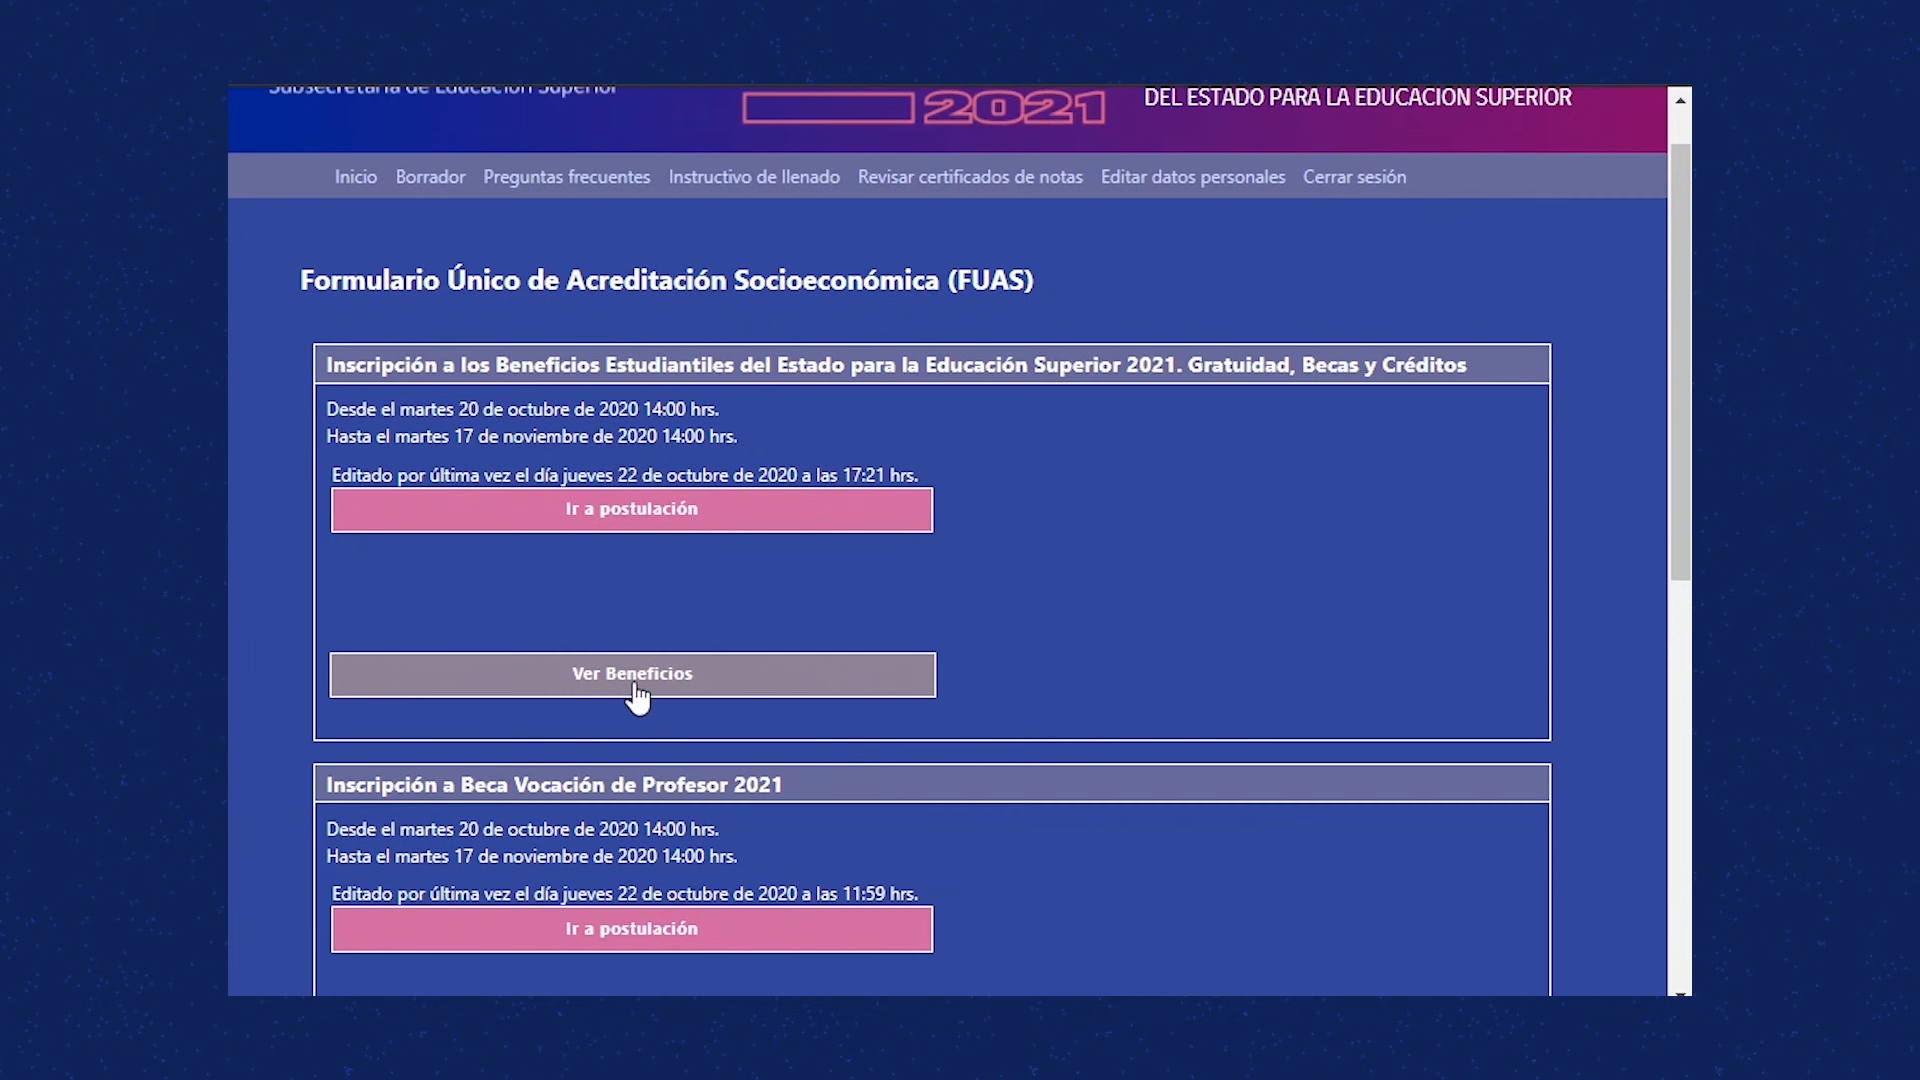 Subsecretaría de Educación Superior
2021
DEL ESTADO PARA LA EDUCACION SUPERIOR
Inicio Borrador Preguntas frecuentes Instructivo de llenado Revisar certificados de notas Editar datos personales Cerrar sesión
Formulario Único de Acreditación Socioeconómica (FUAS)
Inscripción a los Beneficios Estudiantiles del Estado para la Educación Superior 2021. Gratuidad, Becas y Créditos
Desde el martes 20 de octubre de 2020 14:00 hrs.
Hasta el martes 17 de noviembre de 2020 14:00 hrs.
Editado por última vez el día jueves 22 de octubre de 2020 a las 17:21 hrs.
Ir a postulación
Ver Beneficios
Inscripción a Beca Vocación de Profesor 2021
Desde el martes 20 de octubre de 2020 14:00 hrs.
Hasta el martes 17 de noviembre de 2020 14:00 hrs.
Editado por última vez el día jueves 22 de octubre de 2020 a las 11:59 hrs.
Ir a postulación